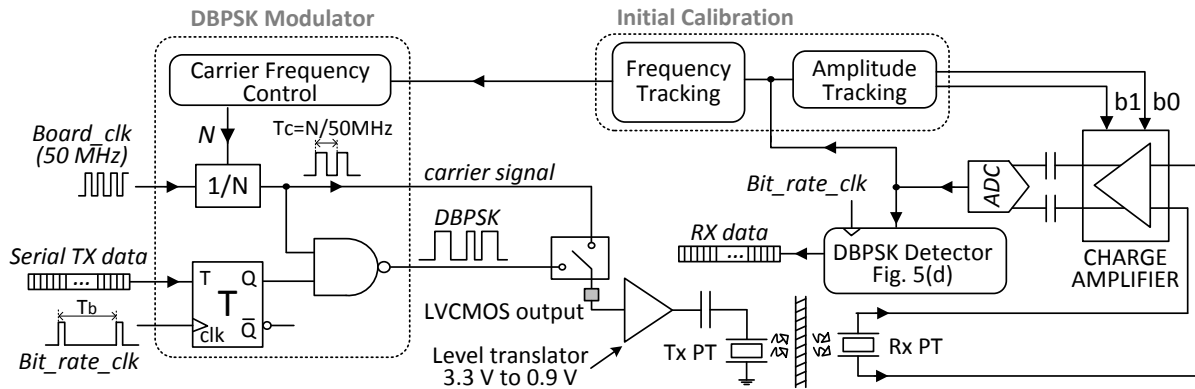 DBPSK Modulator
Initial Calibration
Carrier Frequency
Control
Frequency
Tracking
Amplitude
Tracking
b1
b0
Board_clk
(50 MHz)
N
Tc=N/50MHz
1/N
carrier signal
DBPSK
Bit_rate_clk
ADC
RX data
...
DBPSK Detector
Fig. 5(d)
CHARGE
AMPLIFIER
Serial TX data
...
T
Q
T
Q
clk
Tb
Bit_rate_clk
LVCMOS output
Level translator
3.3 V to 0.9 V
Tx PT
Rx PT